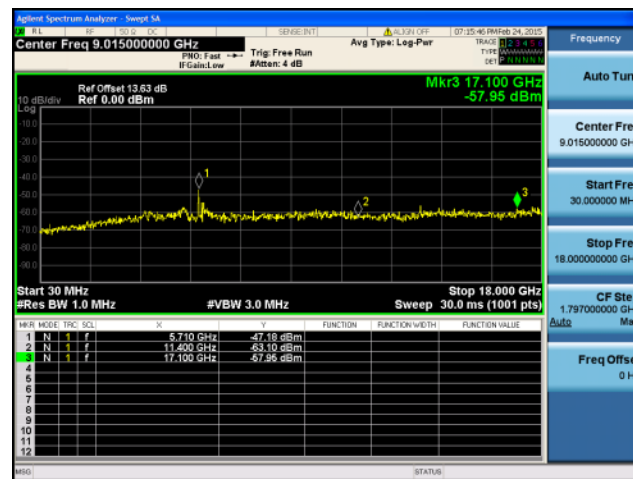 Agilent Spectrum Analyzer - Swept SA
RL RF 50 Ω DC SENSE:INT ALIGN OFF 07:15:46 PM Feb 24, 2015
Center Freq 9.015000000 GHz
PNO: Fast
IFGain:Low
Trig: Free Run
#Atten: 4 dB
Avg Type: Log-Pwr
TRACE 1 2 3 4 5 6
TYPE
DET P N N N N N
Ref Offset 13.63 dB
Ref 0.00 dBm
10 dB/div
Log
Mkr3 17.100 GHz
-57.95 dBm
-10.0
-20.0
-30.0
-40.0
-50.0
-60.0
-70.0
-80.0
-90.0
1
2
3
Start 30 MHz
#Res BW 1.0 MHz
#VBW 3.0 MHz
Stop 18.000 GHz
Sweep 30.0 ms (1001 pts)
MKR MODE TRC SCL X Y FUNCTION FUNCTION WIDTH FUNCTION VALUE
1 N 1 f 5.710 GHz -47.18 dBm
2 N 1 f 11.400 GHz -63.10 dBm
3 N 1 f 17.100 GHz -57.95 dBm
4
5
6
7
8
9
10
11
12
MSG STATUS
Frequency
Auto Tun
Center Fre
9.015000000 GH
Start Fre
30.000000 MH
Stop Fre
18.000000000 GH
CF Ste
1.797000000 GH
Auto Ma
Freq Offse
0 H